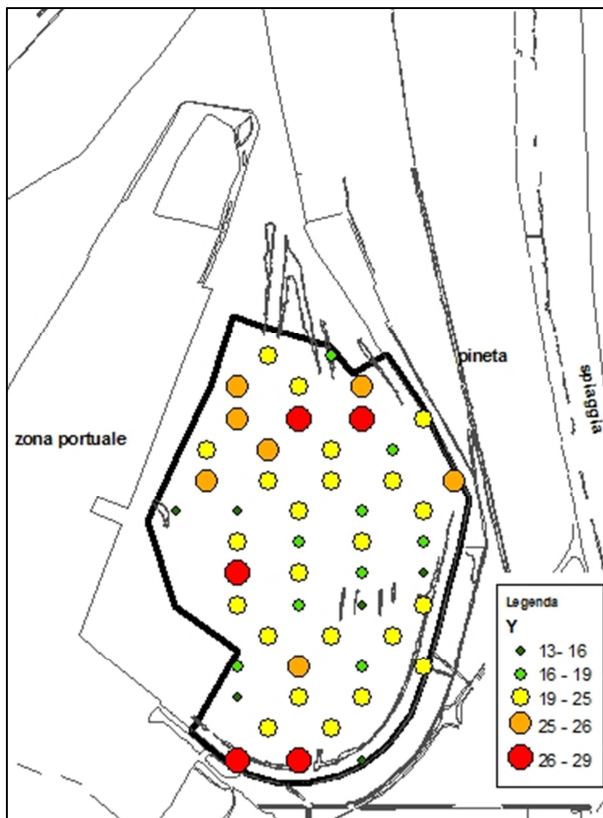 pineta
spiaggia
zona portuale
Legenda
Y
13- 16
16 - 19
19 - 25
25 - 26
26 - 29